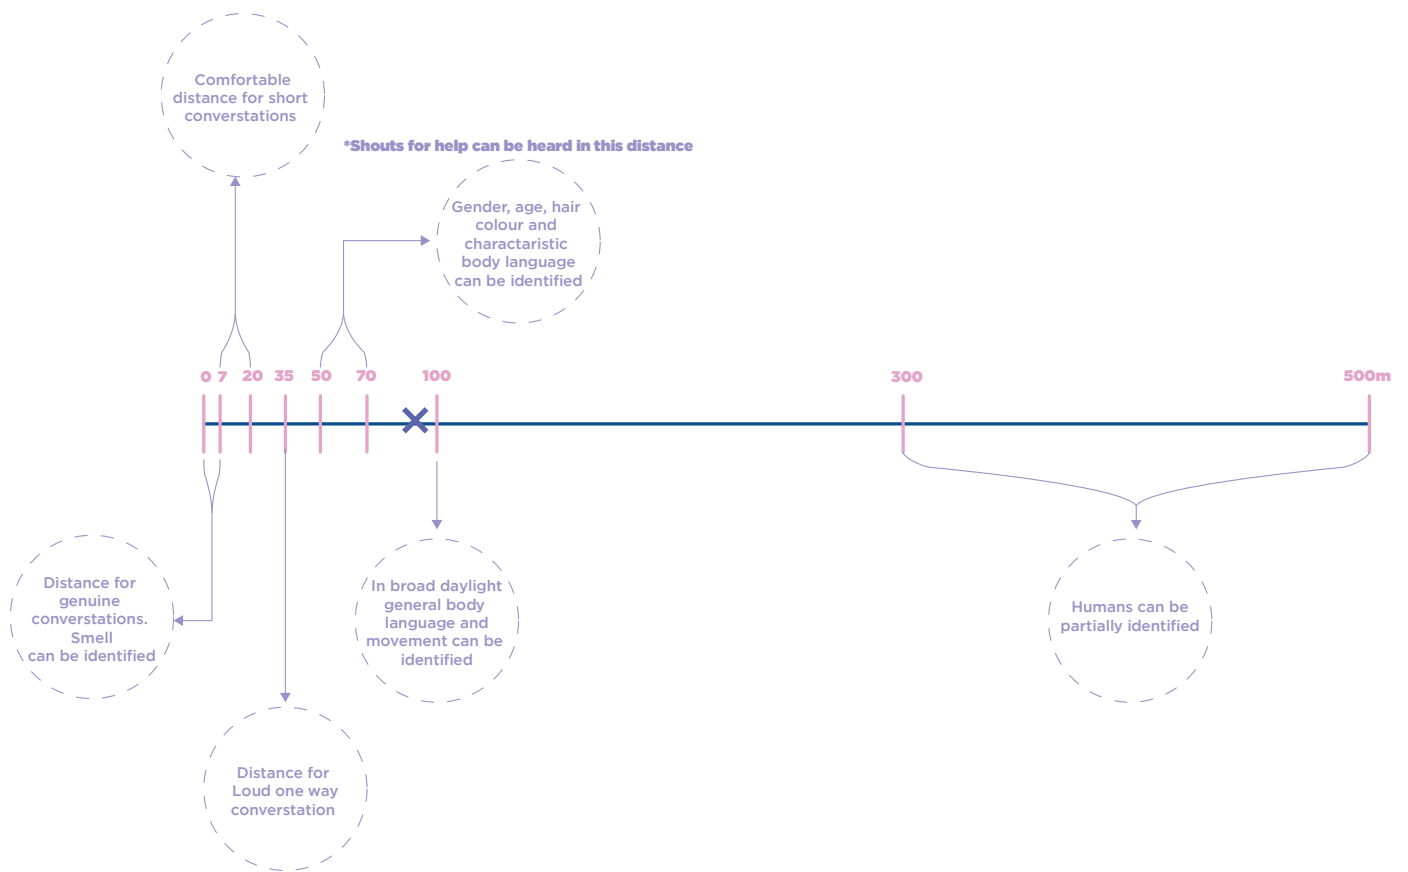 Comfortable
distance for short
converstations
*Shouts for help can be heard in this distance
Gender, age, hair
colour and
charactaristic
body language
can be identified
0 7 20 35 50 70 100 300 500m
Distance for
genuine
converstations.
Smell
can be identified
In broad daylight
general body
language and
movement can be
identified
Humans can be
partially identified
Distance for
Loud one way
converstation